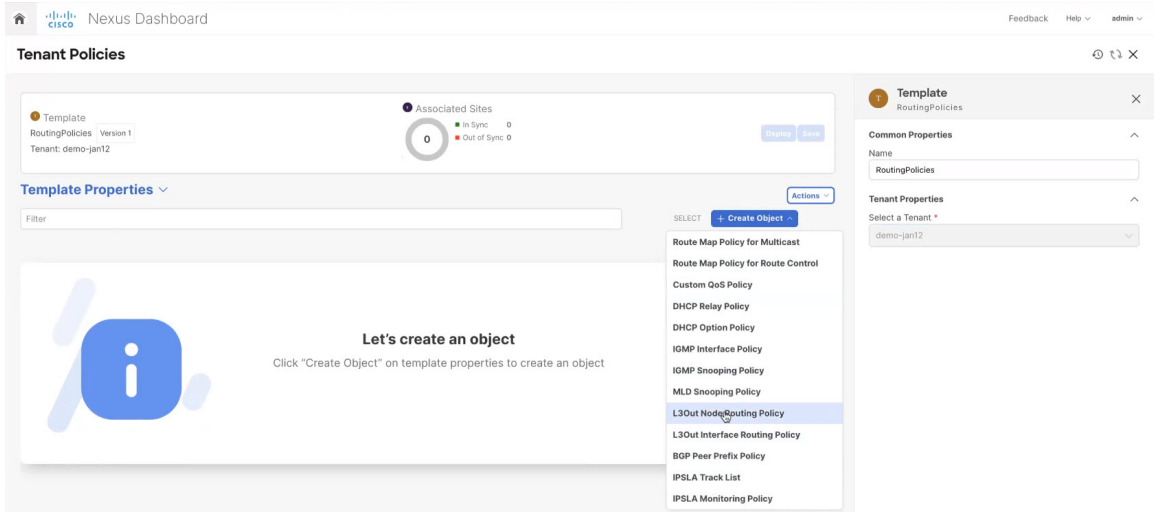 CISCO Nexus Dashboard
Feedback Help admin
Tenant Policies
Template
RoutingPolicies Version 1
Tenant: demo-jan12
Associated Sites
0
In Sync 0
Out of Sync 0
Deploy Save
Template Properties
Actions
Filter
SELECT + Create Object
Route Map Policy for Multicast
Route Map Policy for Route Control
Custom QoS Policy
DHCP Relay Policy
DHCP Option Policy
IGMP Interface Policy
IGMP Snooping Policy
MLD Snooping Policy
L3Out Node Routing Policy
L3Out Interface Routing Policy
BGP Peer Prefix Policy
IPSLA Track List
IPSLA Monitoring Policy
Let's create an object
Click "Create Object" on template properties to create an object
T
Template
RoutingPolicies
Common Properties
Name
RoutingPolicies
Tenant Properties
Select a Tenant *
demo-jan12